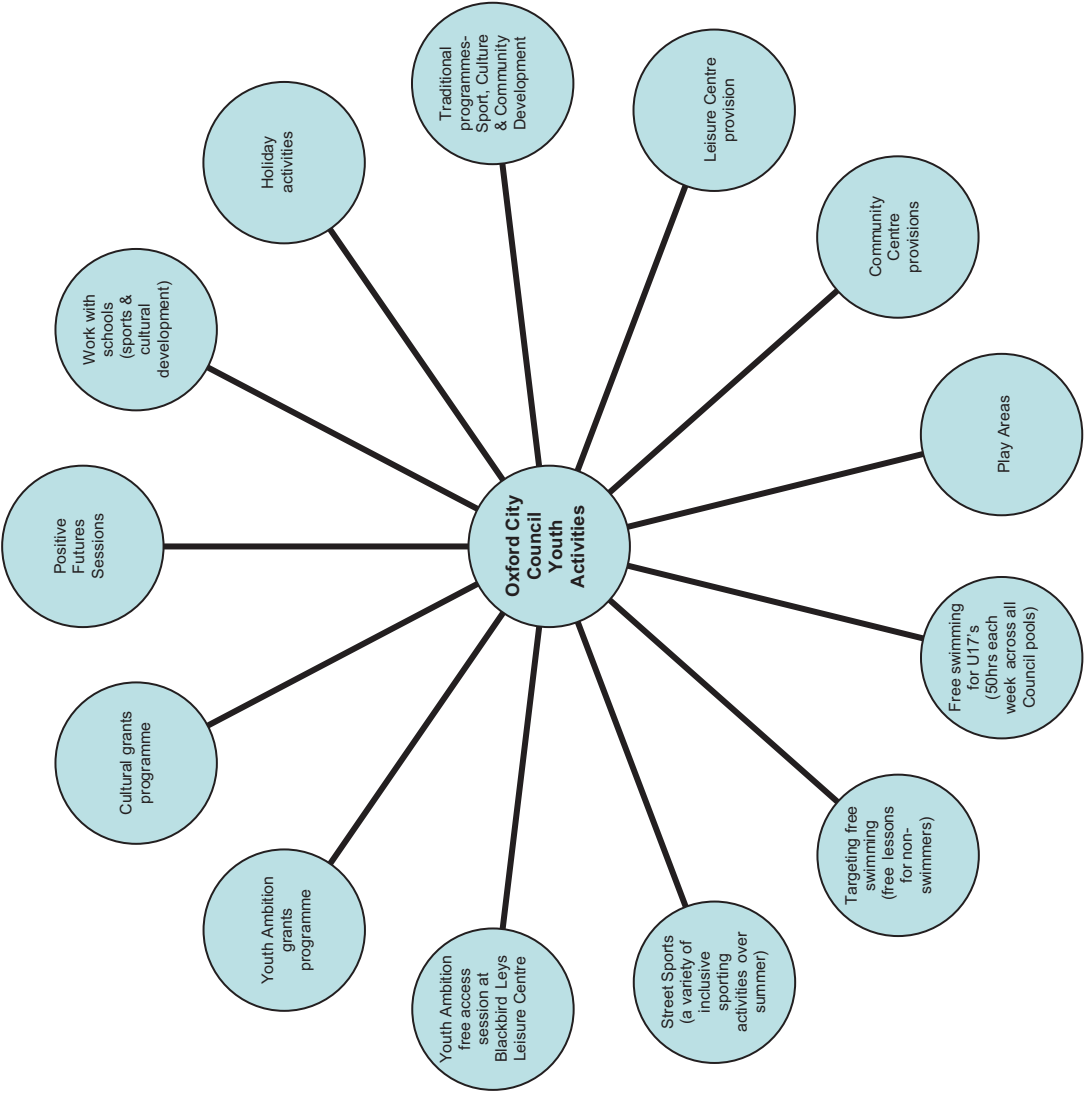 Oxford City
Council
Youth
Activities
Traditional
programmes-
Sport, Culture
& Community
Development
Leisure Centre
provision
Community
Centre
provisions
Play Areas
Free swimming
for U17's
(50hrs each
week across all
Council pools)
Targeting free
swimming
(free lessons
for non-
swimmers)
Street Sports
(a variety of
inclusive
sporting
activities over
summer)
Youth Ambition
free access
session at
Blackbird Leys
Leisure Centre
Youth Ambition
grants
programme
Cultural grants
programme
Positive
Futures
Sessions
Work with
schools
(sports &
cultural
development)
Holiday
activities